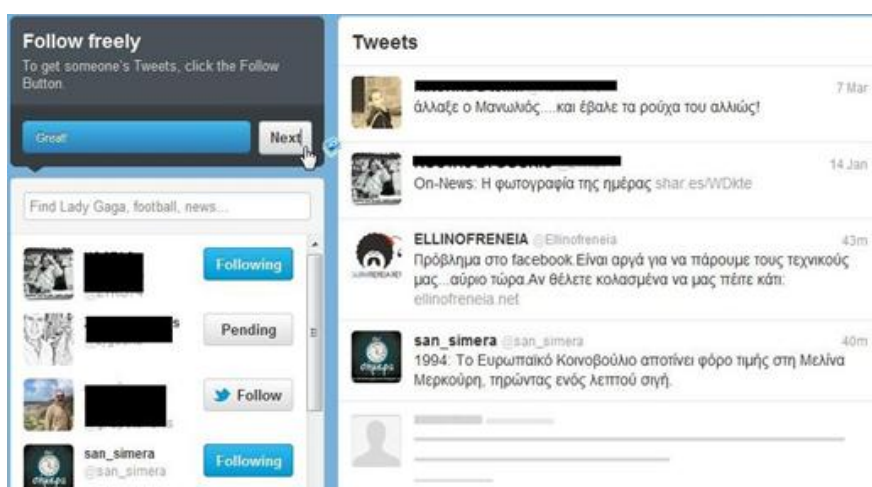 Follow freely
To get someone's Tweets, click the Follow
Button.
Great!
Next
Find Lady Gaga, football, news...
Following
Pending
Follow
san_simera
@san_simera
Following
Tweets
7 Mar
άλλαξε ο Μανωλιός....και έβαλε τα ρούχα του αλλιώς!
14 Jan
On-News: Η φωτογραφία της ημέρας shar.es/WDkte
ELLINOFRENEIA @Ellinofreneia 43m
Πρόβλημα στο facebook.Είναι αργά για να πάρουμε τους τεχνικούς
μας...αύριο τώρα.Αν θέλετε κολασμένα να μας πείτε κάτι:
ellinofreneia.net
san_simera @san_simera 40m
1994: Το Ευρωπαϊκό Κοινοβούλιο αποτίνει φόρο τιμής στη Μελίνα
Μερκούρη, τηρώντας ενός λεπτού σιγή.